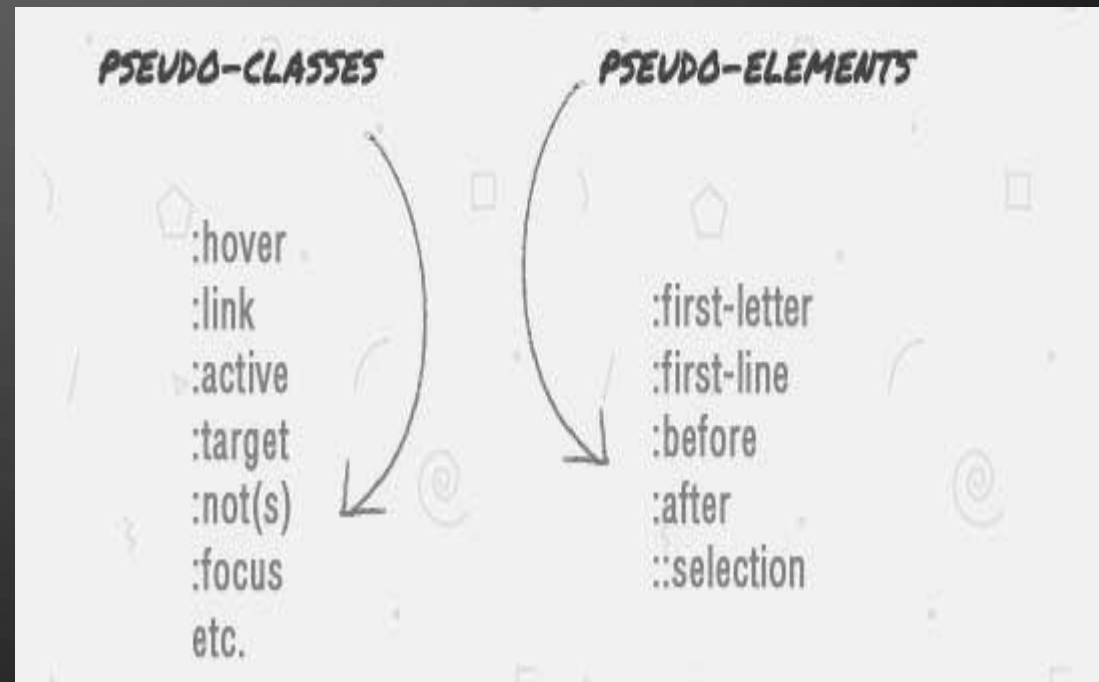 PSEUDO-CLASSES
:hover
:link
:active
:target
:not(s)
:focus
etc.
PSEUDO-ELEMENTS
:first-letter
:first-line
:before
:after
::selection